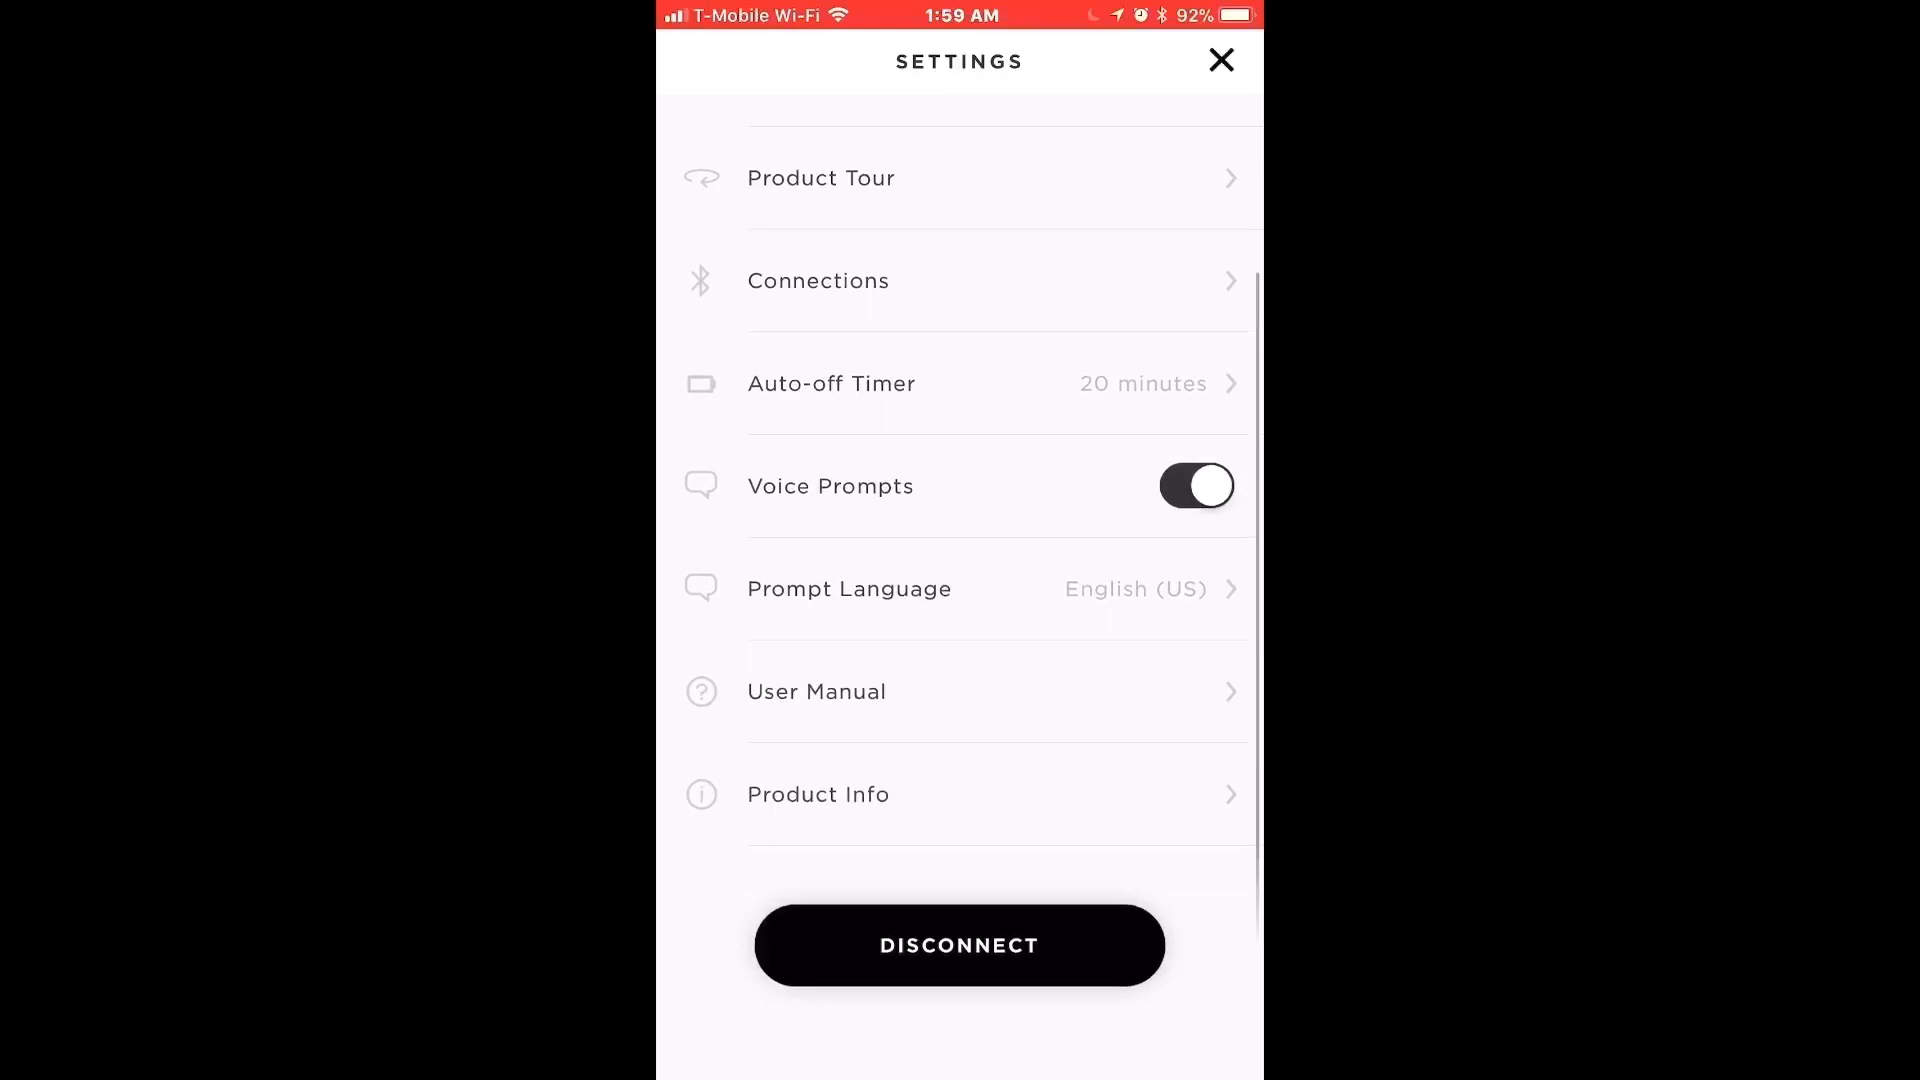 T-Mobile Wi-Fi 1:59 AM 92%
SETTINGS
Product Tour
Connections
Auto-off Timer 20 minutes
Voice Prompts
Prompt Language English (US)
User Manual
Product Info
DISCONNECT